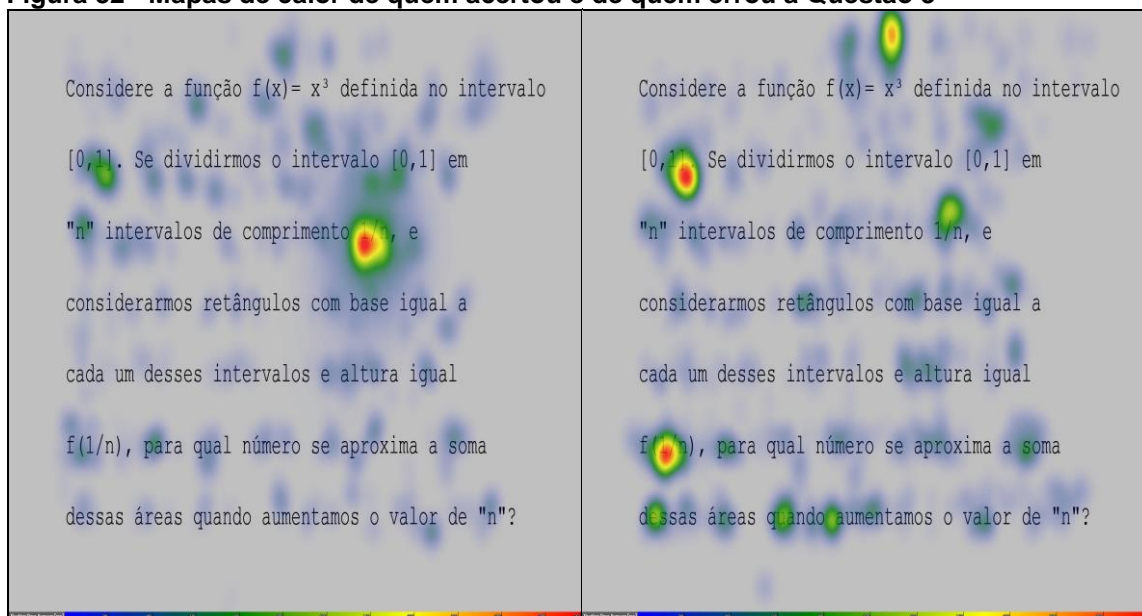 Figura 32 - Mapas de calor de quem acertou e de quem errou a Questão
Considere a função f(x)= x³ definida no intervalo
[0,1]. Se dividirmos o intervalo [0,1] em
"n" intervalos de comprimento 1/n, e
considerarmos retângulos com base igual a
cada um desses intervalos e altura igual
f(1/n), para qual número se aproxima a soma
dessas áreas quando aumentamos o valor de "n"?
Considere a função f(x)= x³ definida no intervalo
[0,1]. Se dividirmos o intervalo [0,1] em
"n" intervalos de comprimento 1/n, e
considerarmos retângulos com base igual a
cada um desses intervalos e altura igual
f(1/n), para qual número se aproxima a soma
dessas áreas quando aumentamos o valor de "n"?